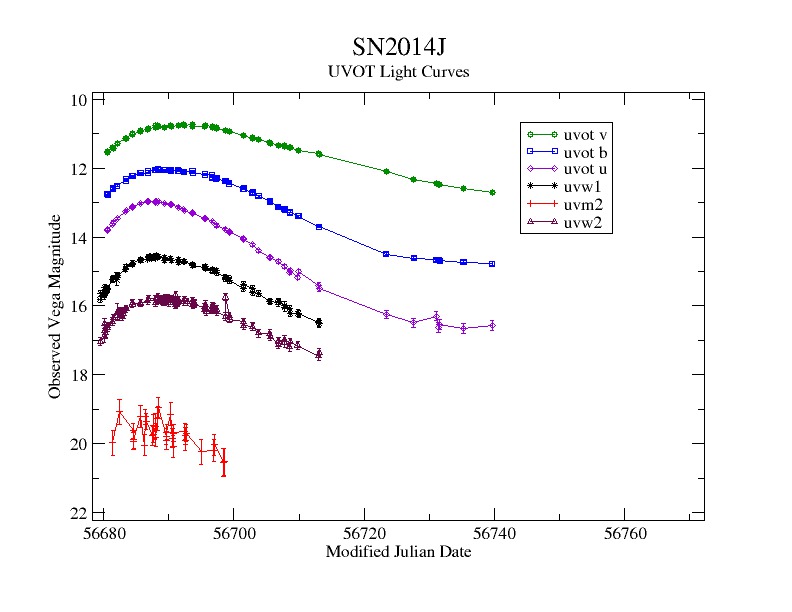 SN2014J
UVOT Light Curves
Observed Vega Magnitude
10
12
14
16
18
20
22
uvot v
uvot b
uvot u
uvw1
uvm2
uvw2
56680 56700 56720 56740 56760
Modified Julian Date